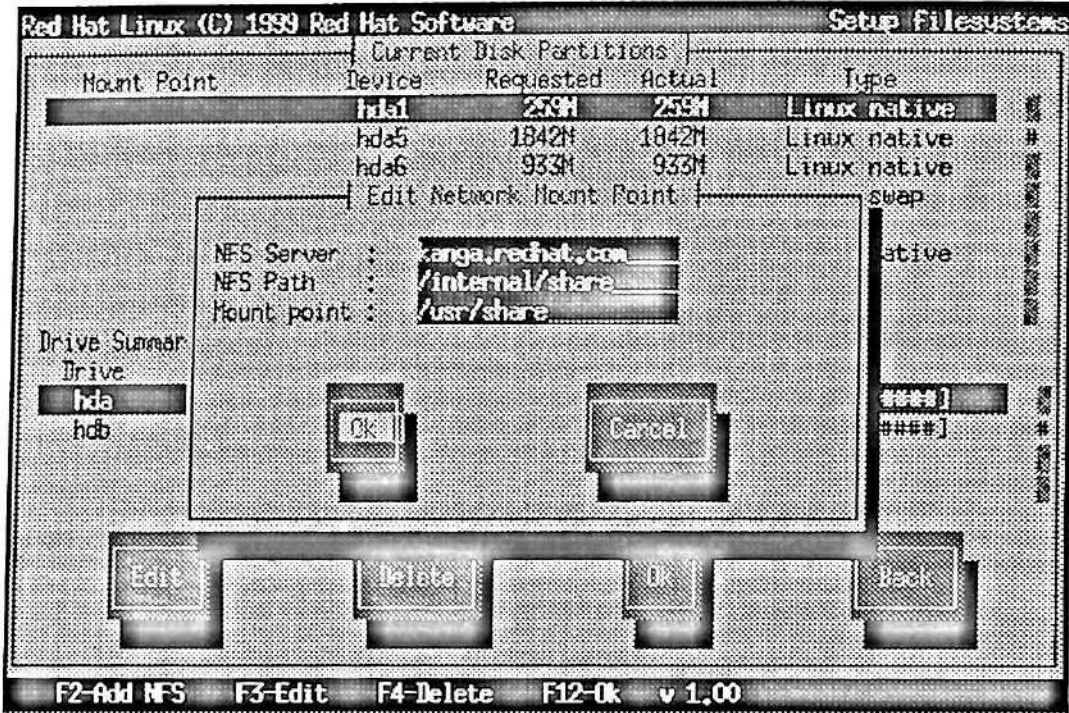 Red Hat Linux (C) 1999 Red Hat Software Setup Filesystems
Current Disk Partitions
Mount Point Device Requested Actual Type
hda1 259M 259M Linux native
hda5 1842M 1842M Linux native
hda6 933M 933M Linux native
Edit Network Mount Point swap
NFS Server : kanga.redhat.com ative
NFS Path : /internal/share
Mount point : /usr/share
Drive Summar
Drive
hda ####]
hdb ####]
Ok Cancel
Edit Delete Ok Back
F2-Add NFS F3-Edit F4-Delete F12-Ok v 1.00